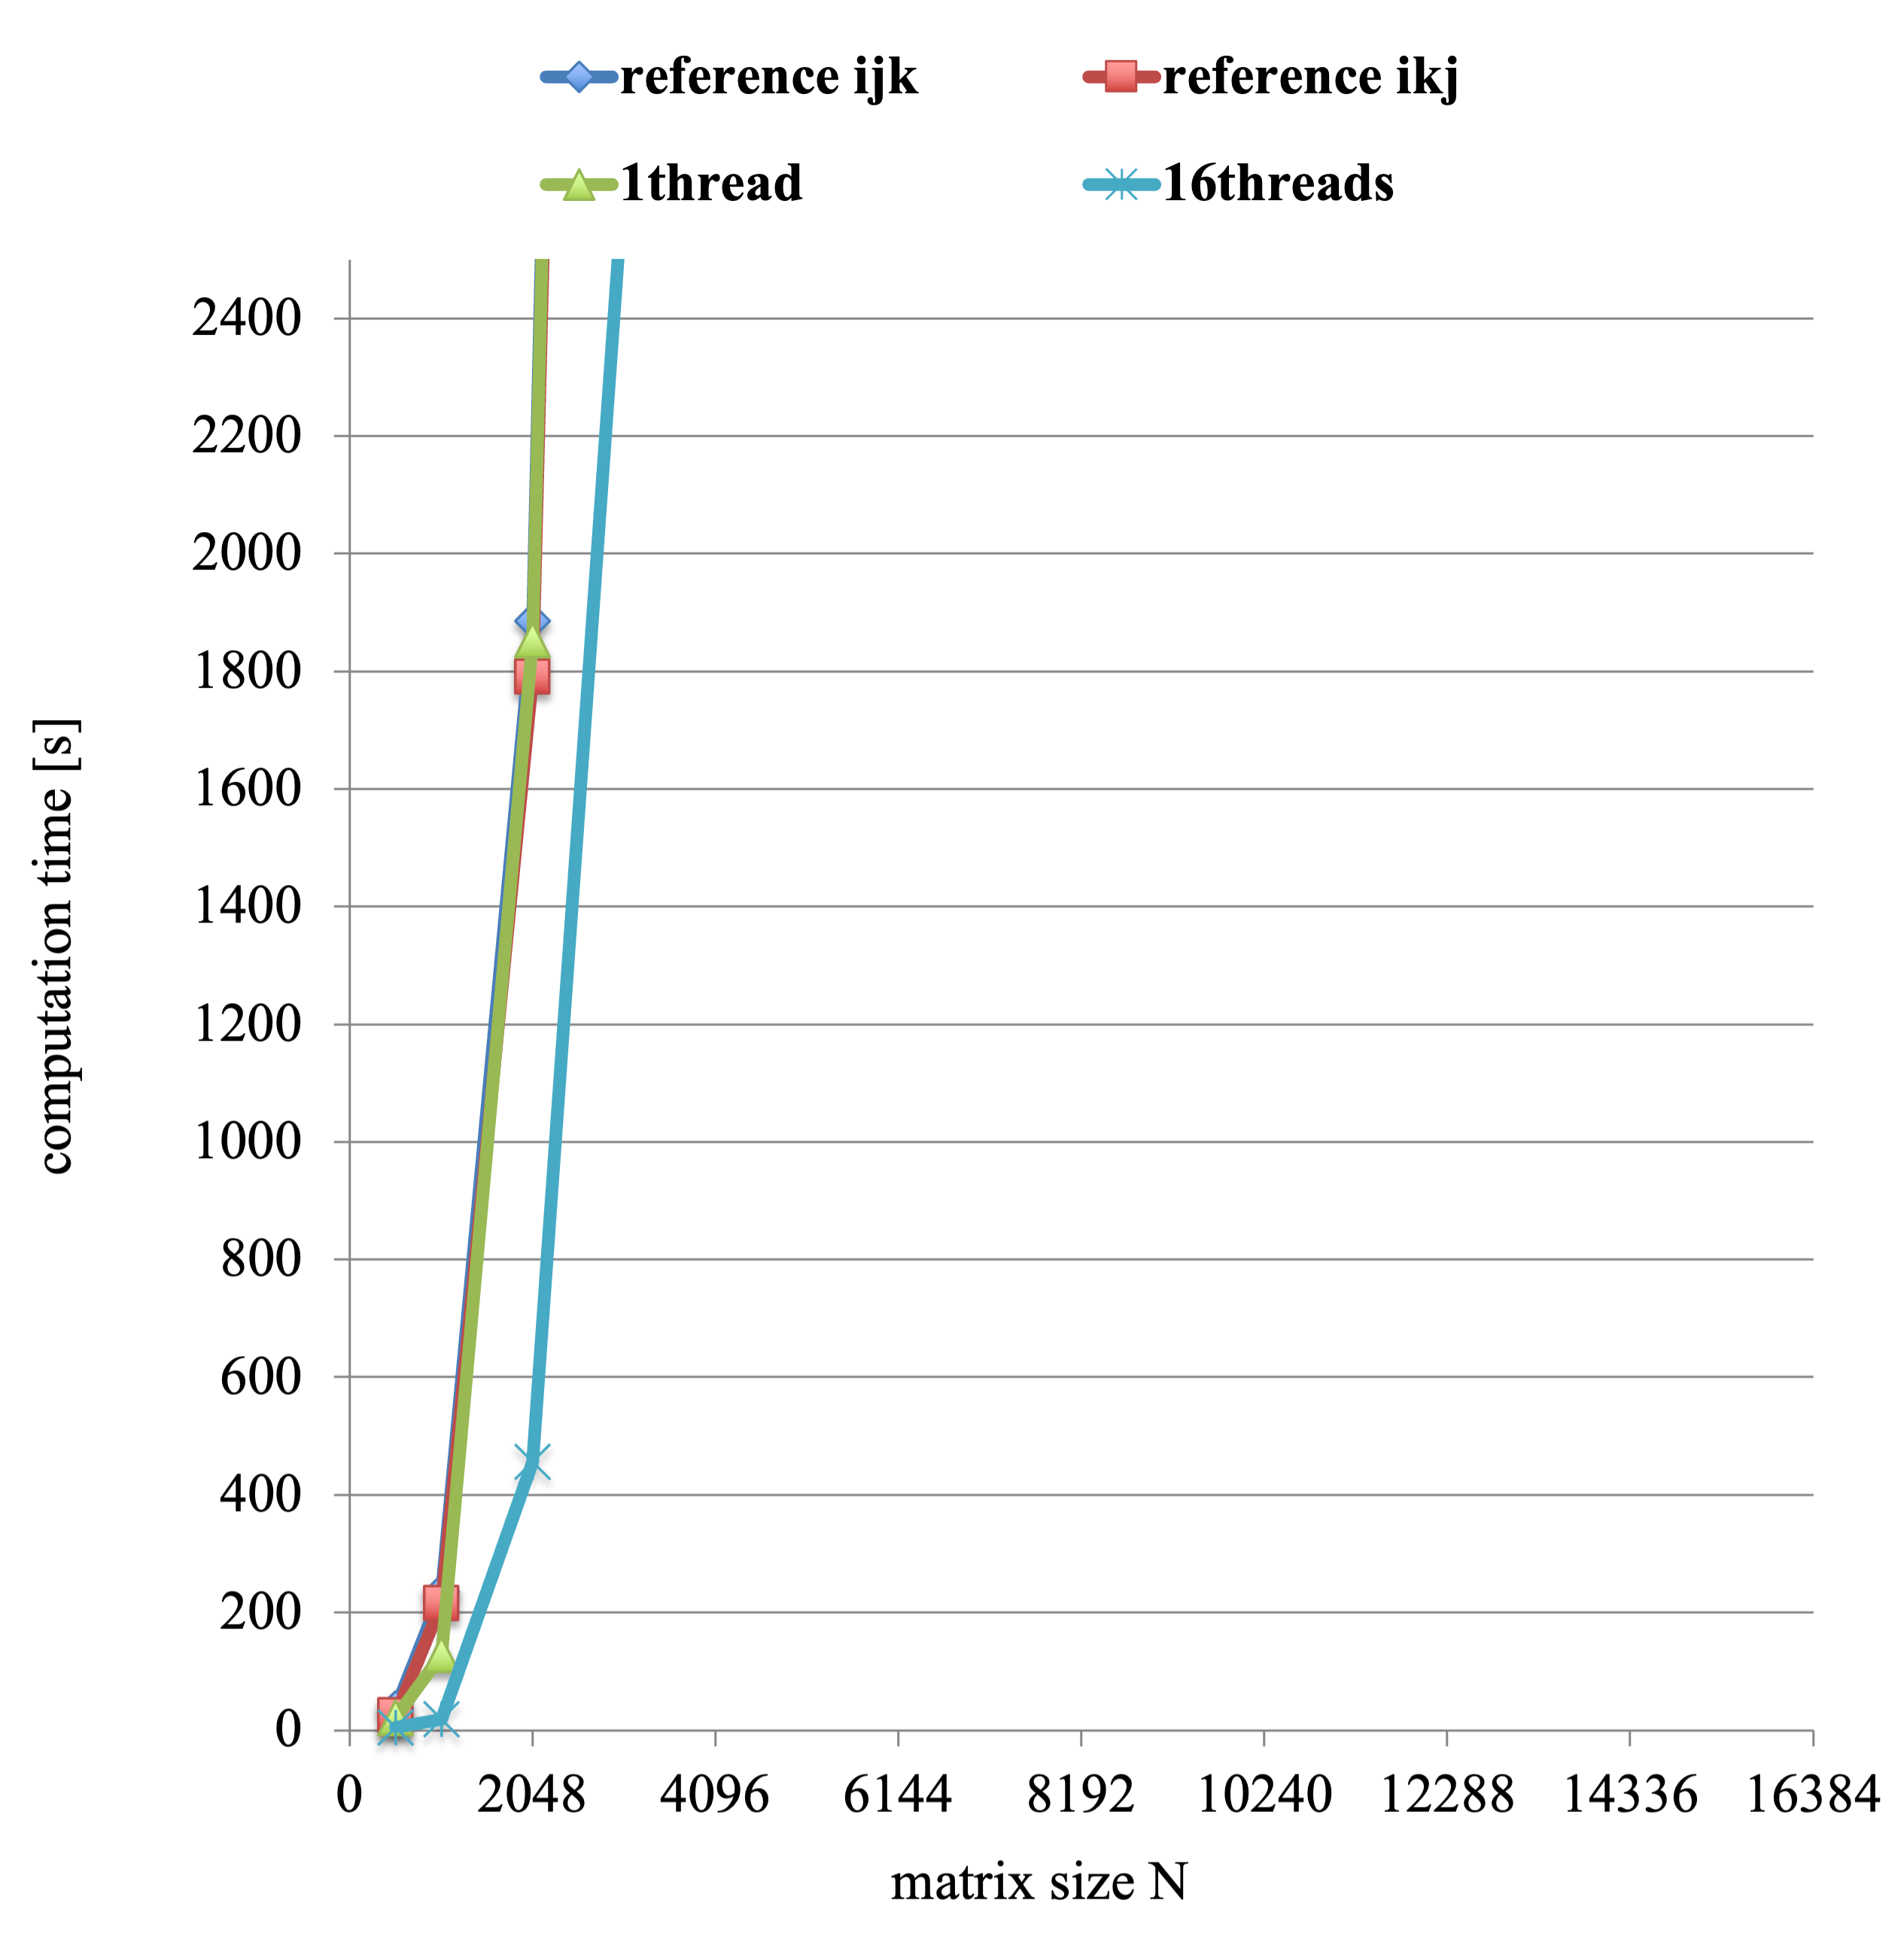 reference ijk
reference ikj
1thread
16threads
2400
2200
2000
1800
1600
1400
1200
1000
800
600
400
200
0
computation time [s]
0 2048 4096 6144 8192 10240 12288 14336 16384
matrix size N